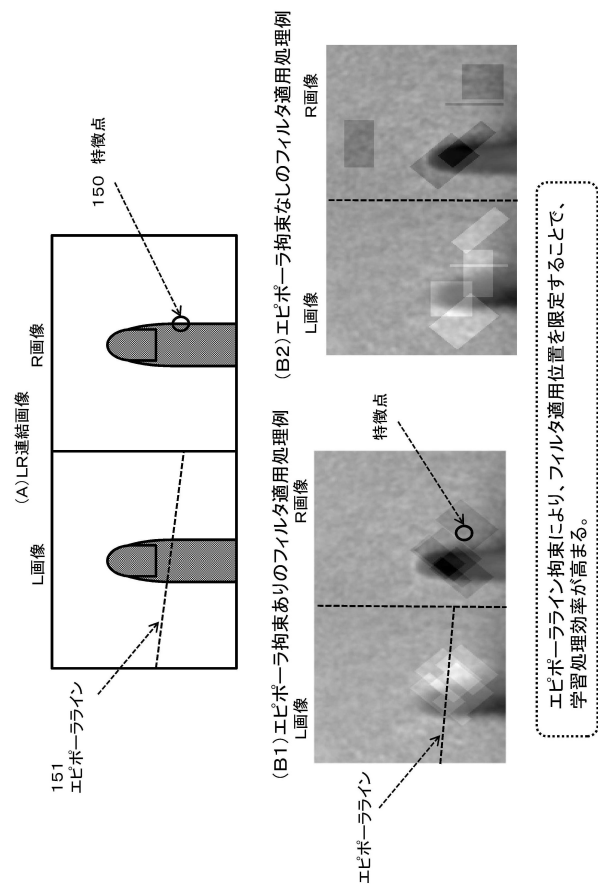 (A)LR連結画像
L画像
R画像
150 特徴点
151
エピポーラライン
(B1)エピポーラ拘束ありのフィルタ適用処理例
L画像
R画像
特徴点
エピポーラライン
(B2)エピポーラ拘束なしのフィルタ適用処理例
L画像
R画像
エピポーラライン拘束により、フィルタ適用位置を限定することで、
学習処理効率が高まる。